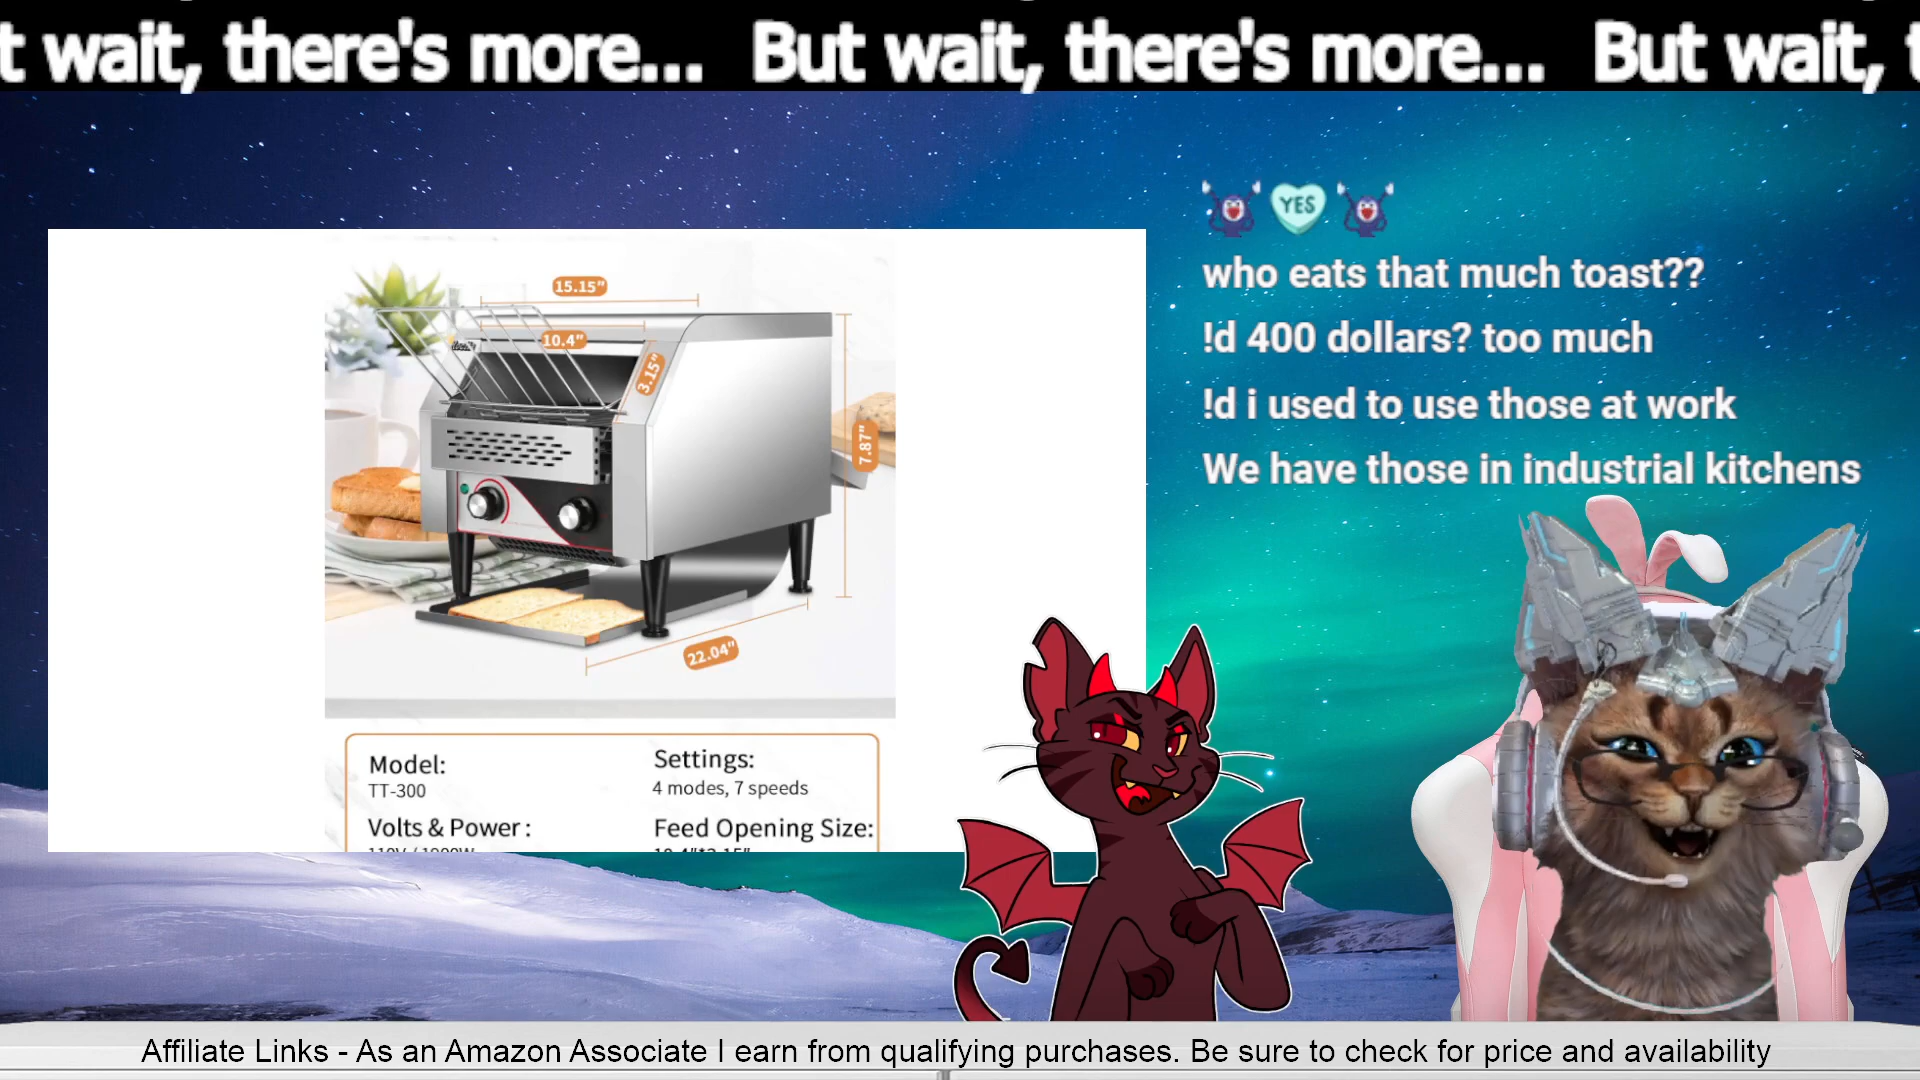 t wait, there's more... But wait, there's more... But wait, t
YES
who eats that much toast??
!d 400 dollars? too much
!d i used to use those at work
We have those in industrial kitchens
15.15"
10.4"
3.15"
7.87"
22.04"
Model:
TT-300
Settings:
4 modes, 7 speeds
Volts & Power :
Feed Opening Size:
Affiliate Links - As an Amazon Associate I earn from qualifying purchases. Be sure to check for price and availability